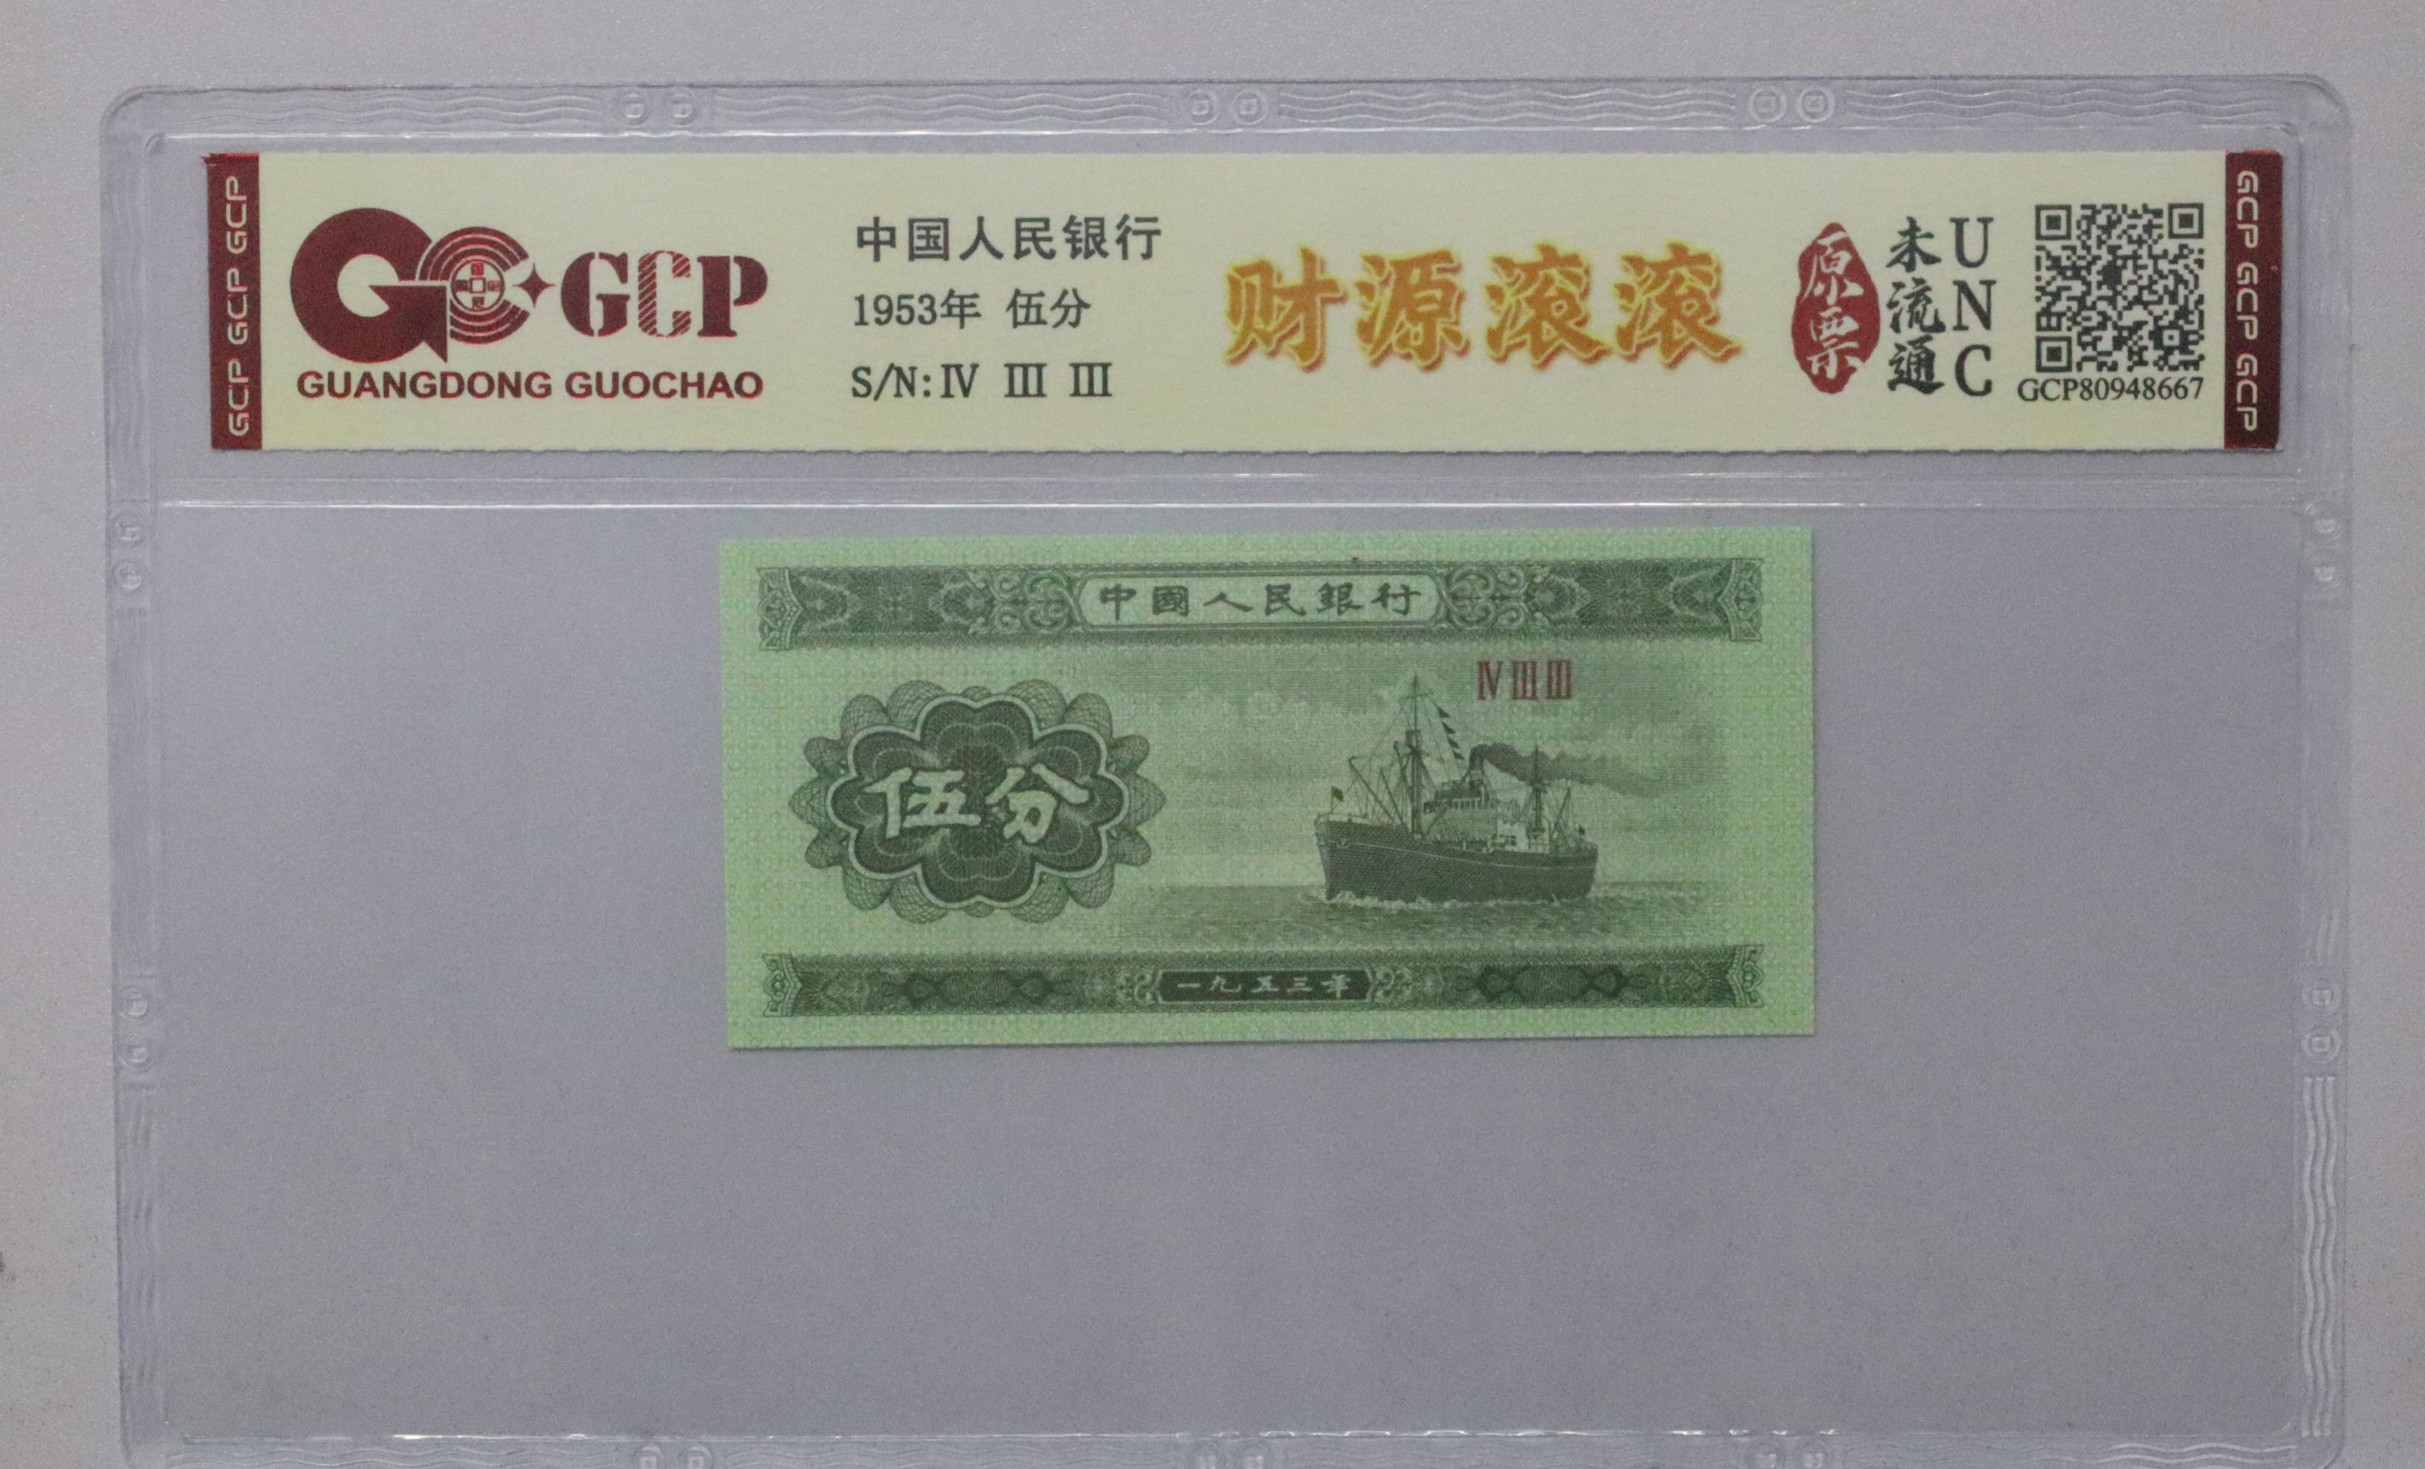 GCP GCP GCP
GCP
GUANGDONG GUOCHAO
中国人民银行
1953年 伍分
S/N:Ⅳ Ⅲ Ⅲ
财源滚滚
原票
未流通
UNC
GCP80948667
GCP GCP GCP
中國人民銀行
Ⅳ Ⅲ Ⅲ
伍分
一九五三年